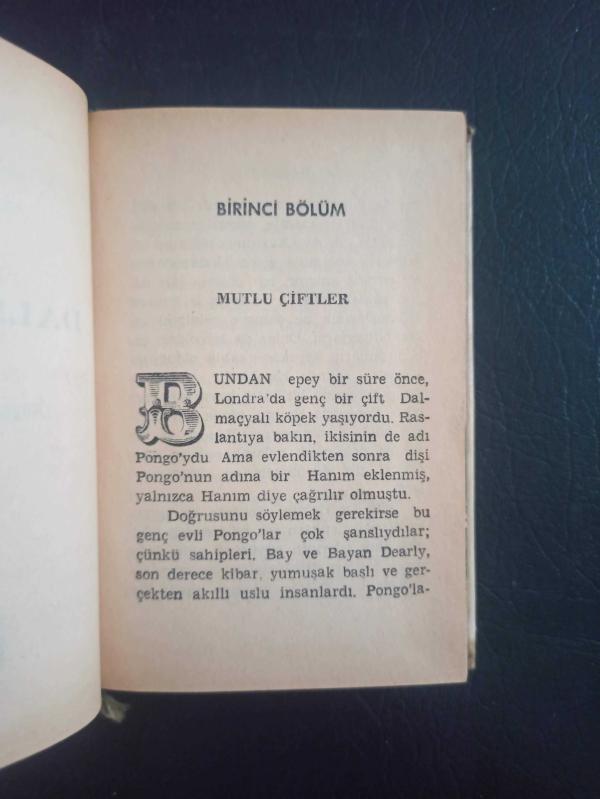 BİRİNCİ BÖLÜM
MUTLU ÇİFTLER
BUNDAN epey bir süre önce,
Londra'da genç bir çift Dal-
maçyalı köpek yaşıyordu. Ras-
lantıya bakın, ikisinin de adı
Pongo'ydu Ama evlendikten sonra dişi
Pongo'nun adına bir Hanım eklenmiş,
yalnızca Hanım diye çağrılır olmuştu.
Doğrusunu söylemek gerekirse bu
genç evli Pongo'lar çok şanslıydılar;
çünkü sahipleri, Bay ve Bayan Dearly,
son derece kibar, yumuşak başlı ve ger-
çekten akıllı uslu insanlardı. Pongo'la-